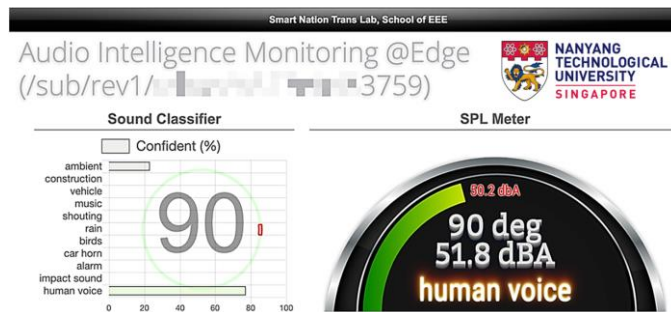 Smart Nation Trans Lab, School of EEE
Audio Intelligence Monitoring @Edge
(/sub/rev1/ 3759)
NANYANG
TECHNOLOGICAL
UNIVERSITY
SINGAPORE
Sound Classifier
Confident (%)
ambient
construction
vehicle
music
shouting
rain
birds
car horn
alarm
impact sound
human voice
0 20 40 60 80 100
90
SPL Meter
50.2 dbA
90 deg
51.8 dBA
human voice